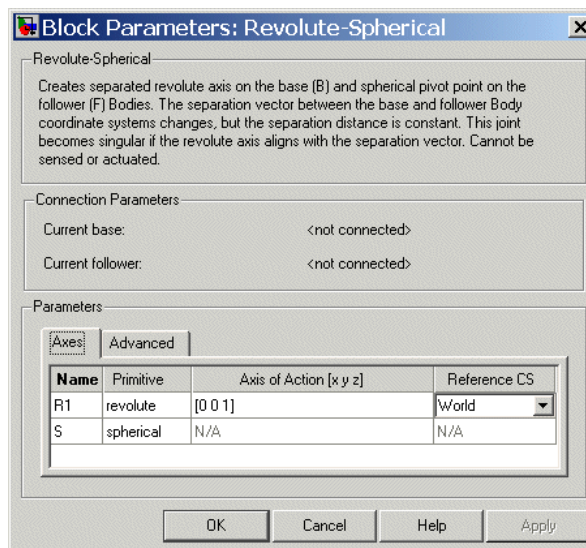 Block Parameters: Revolute-Spherical
Revolute-Spherical
Creates separated revolute axis on the base (B) and spherical pivot point on the
follower (F) Bodies. The separation vector between the base and follower Body
coordinate systems changes, but the separation distance is constant. This joint
becomes singular if the revolute axis aligns with the separation vector. Cannot be
sensed or actuated.
Connection Parameters
Current base: <not connected>
Current follower: <not connected>
Parameters
Axes Advanced
Name Primitive Axis of Action [x y z] Reference CS
R1 revolute [0 0 1] World
S spherical N/A N/A
OK Cancel Help Apply